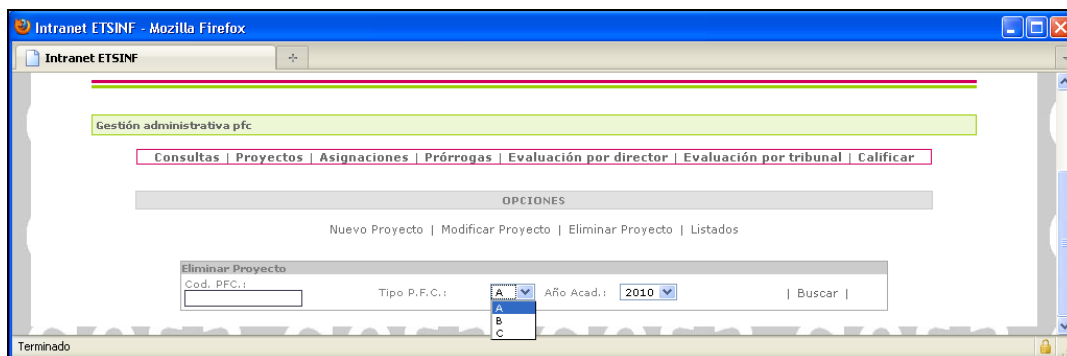 Intranet ETSINF - Mozilla Firefox
Intranet ETSINF
Gestión administrativa pfc
Consultas | Proyectos | Asignaciones | Prórrogas | Evaluación por director | Evaluación por tribunal | Calificar
OPCIONES
Nuevo Proyecto | Modificar Proyecto | Eliminar Proyecto | Listados
Eliminar Proyecto
Cod. PFC.:
Tipo P.F.C.: A Año Acad.: 2010 | Buscar |
A
B
C
Terminado